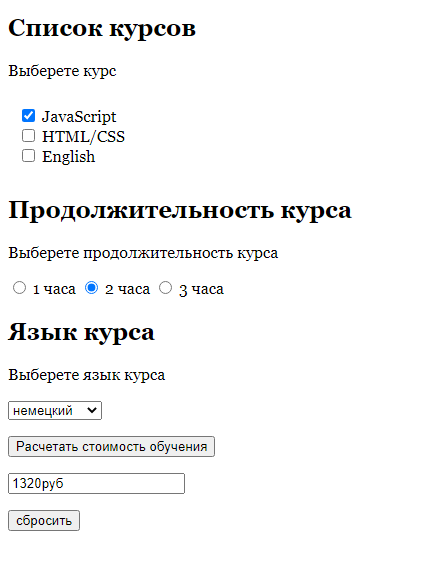 Список курсов
Выберете курс
JavaScript
HTML/CSS
English
Продолжительность курса
Выберете продолжительность курса
1 часа 2 часа 3 часа
Язык курса
Выберете язык курса
немецкий
Расчетать стоимость обучения
1320руб
сбросить